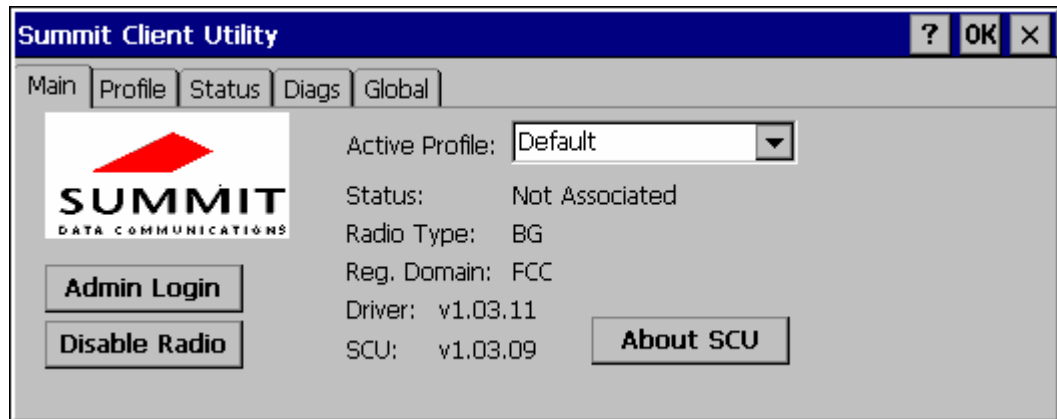 Summit Client Utility ? OK ×
Main Profile Status Diags Global
SUMMIT
DATA COMMUNICATIONS
Admin Login
Disable Radio
Active Profile: Default
Status: Not Associated
Radio Type: BG
Reg. Domain: FCC
Driver: v1.03.11
SCU: v1.03.09
About SCU